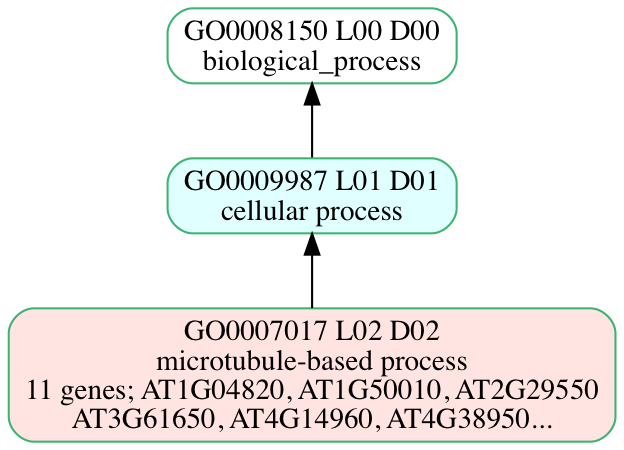 GO0008150 L00 D00
biological_process
GO0009987 L01 D01
cellular process
GO0007017 L02 D02
microtubule-based process
11 genes; AT1G04820, AT1G50010, AT2G29550
AT3G61650, AT4G14960, AT4G38950...